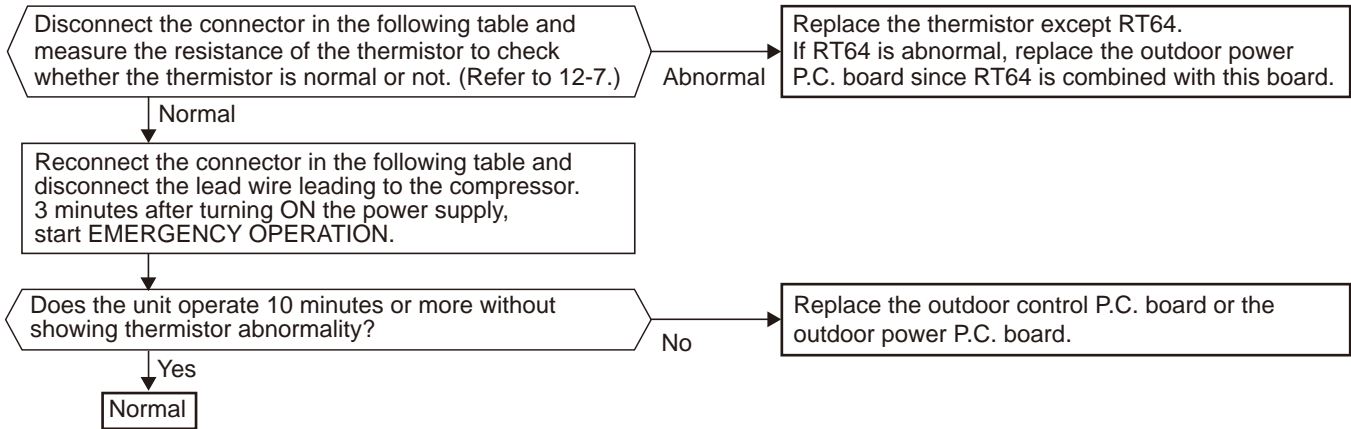 Disconnect the connector in the following table and
measure the resistance of the thermistor to check
whether the thermistor is normal or not. (Refer to 12-7.)
Abnormal
Replace the thermistor except RT64.
If RT64 is abnormal, replace the outdoor power
P.C. board since RT64 is combined with this board.
Normal
Reconnect the connector in the following table and
disconnect the lead wire leading to the compressor.
3 minutes after turning ON the power supply,
start EMERGENCY OPERATION.
Does the unit operate 10 minutes or more without
showing thermistor abnormality?
No
Replace the outdoor control P.C. board or the
outdoor power P.C. board.
Yes
Normal